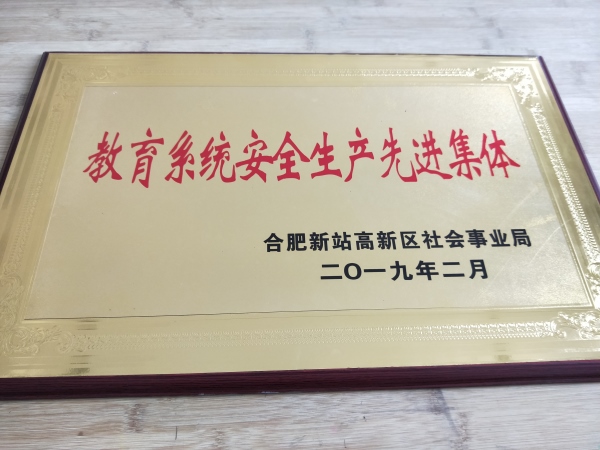 教育系统安全生产先进集体
合肥新站高新区社会事业局
二〇一九年二月